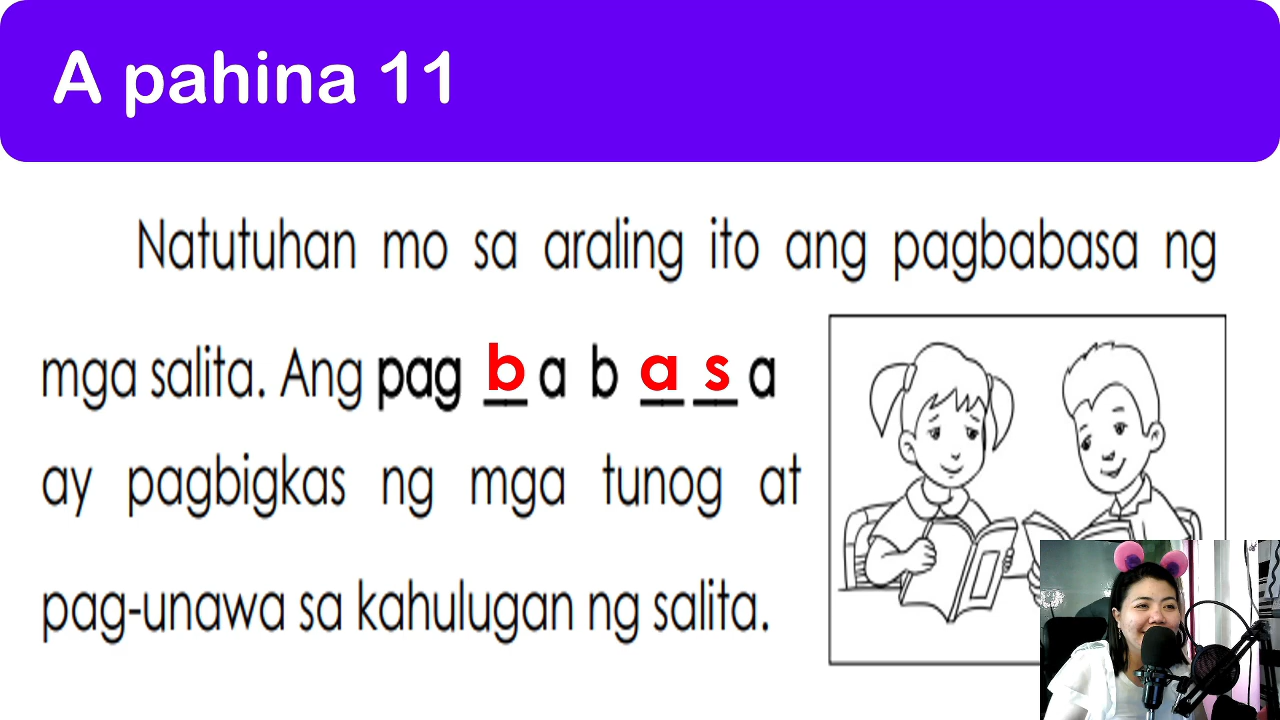 A pahina 11
Natutuhan mo sa araling ito ang pagbabasa ng
mga salita. Ang pag b a b a s a
ay pagbigkas ng mga tunog at
pag-unawa sa kahulugan ng salita.